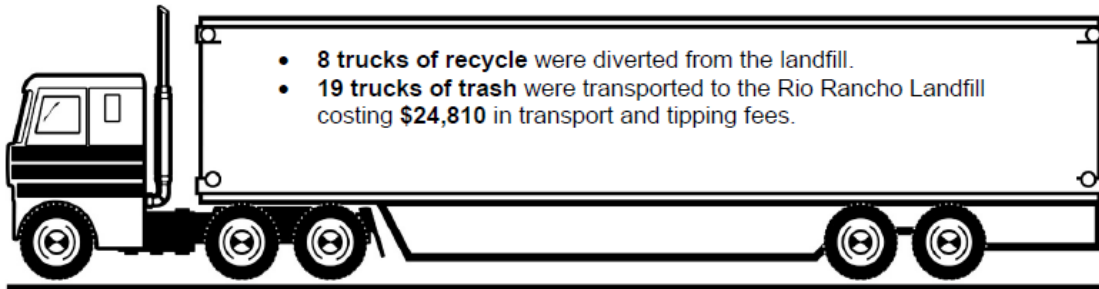 • 8 trucks of recycle were diverted from the landfill.
• 19 trucks of trash were transported to the Rio Rancho Landfill
costing $24,810 in transport and tipping fees.